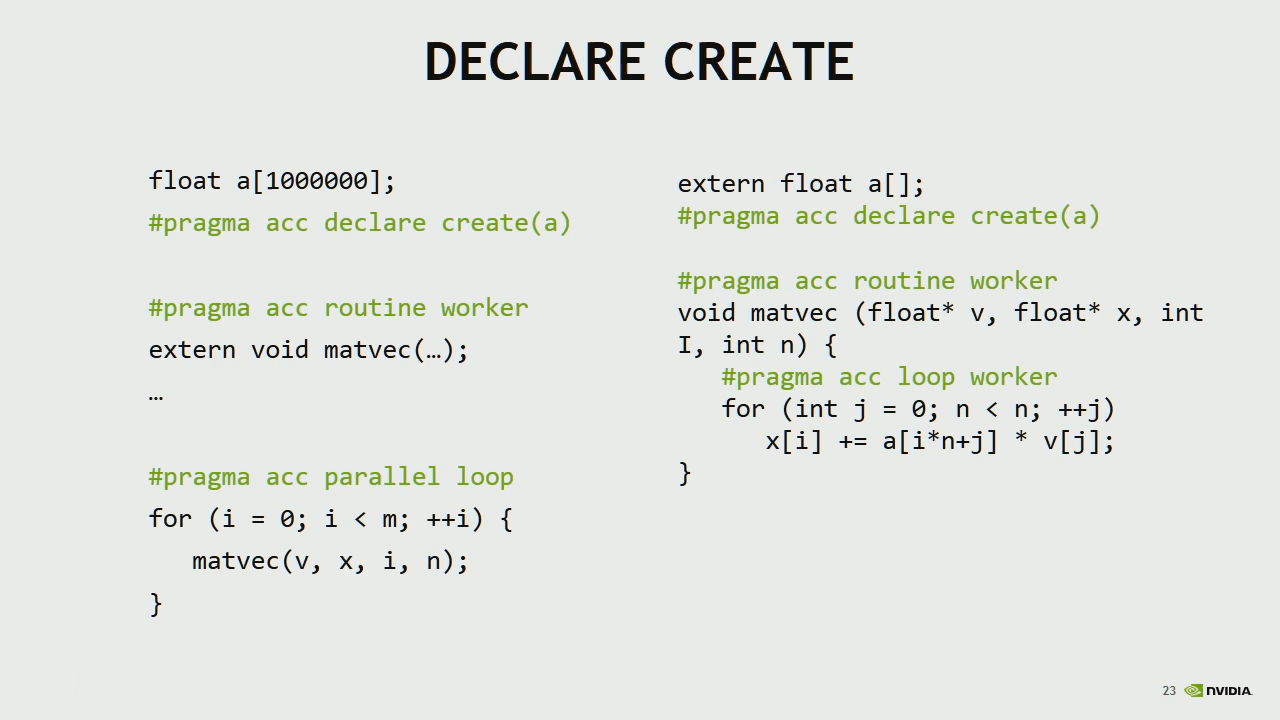 DECLARE CREATE
float a[1000000];
#pragma acc declare create(a)
#pragma acc routine worker
extern void matvec(…);
…
#pragma acc parallel loop
for (i = 0; i < m; ++i) {
   matvec(v, x, i, n);
}
extern float a[];
#pragma acc declare create(a)
#pragma acc routine worker
void matvec (float* v, float* x, int
I, int n) {
   #pragma acc loop worker
   for (int j = 0; n < n; ++j)
      x[i] += a[i*n+j] * v[j];
}
23 NVIDIA.